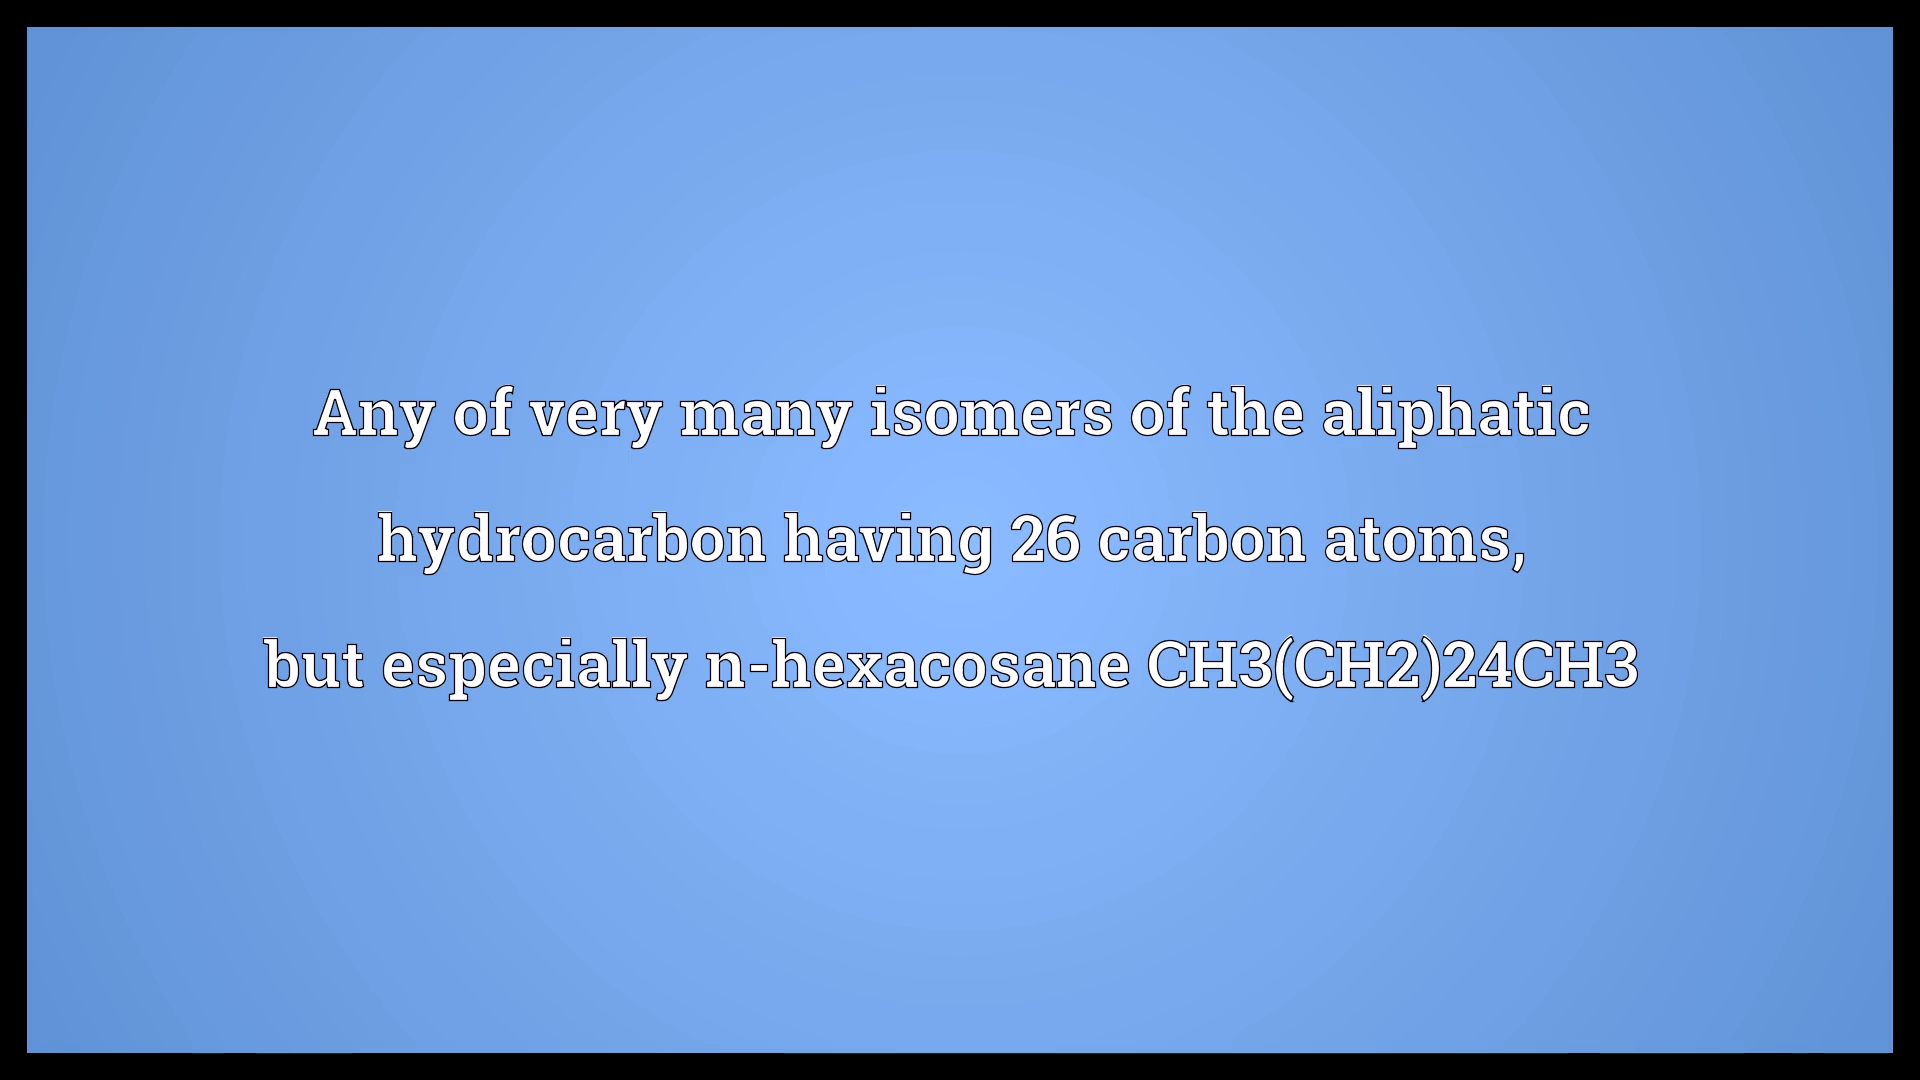 Any of very many isomers of the aliphatic
hydrocarbon having 26 carbon atoms,
but especially n-hexacosane CH3(CH2)24CH3